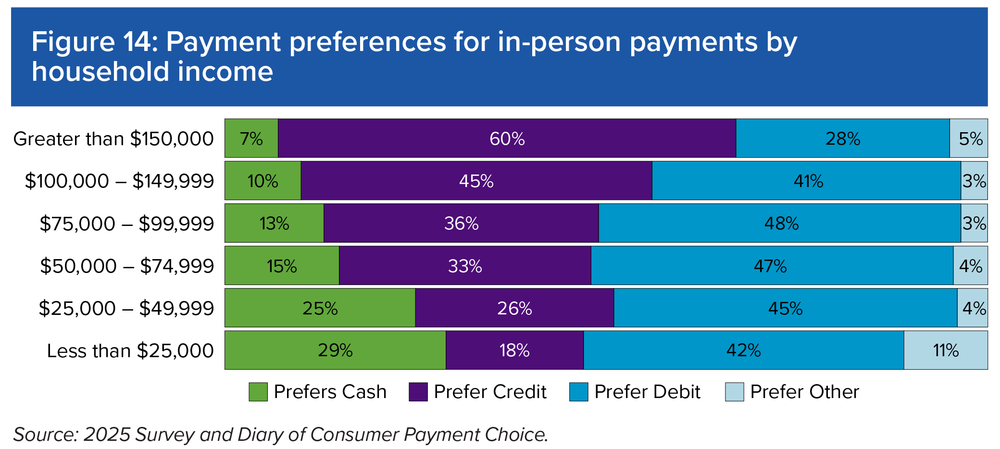 Figure 14: Payment preferences for in-person payments by
household income
Greater than $150,000 7% 60% 28% 5%
$100,000 – $149,999 10% 45% 41% 3%
$75,000 – $99,999 13% 36% 48% 3%
$50,000 – $74,999 15% 33% 47% 4%
$25,000 – $49,999 25% 26% 45% 4%
Less than $25,000 29% 18% 42% 11%
Prefers Cash Prefer Credit Prefer Debit Prefer Other
Source: 2025 Survey and Diary of Consumer Payment Choice.